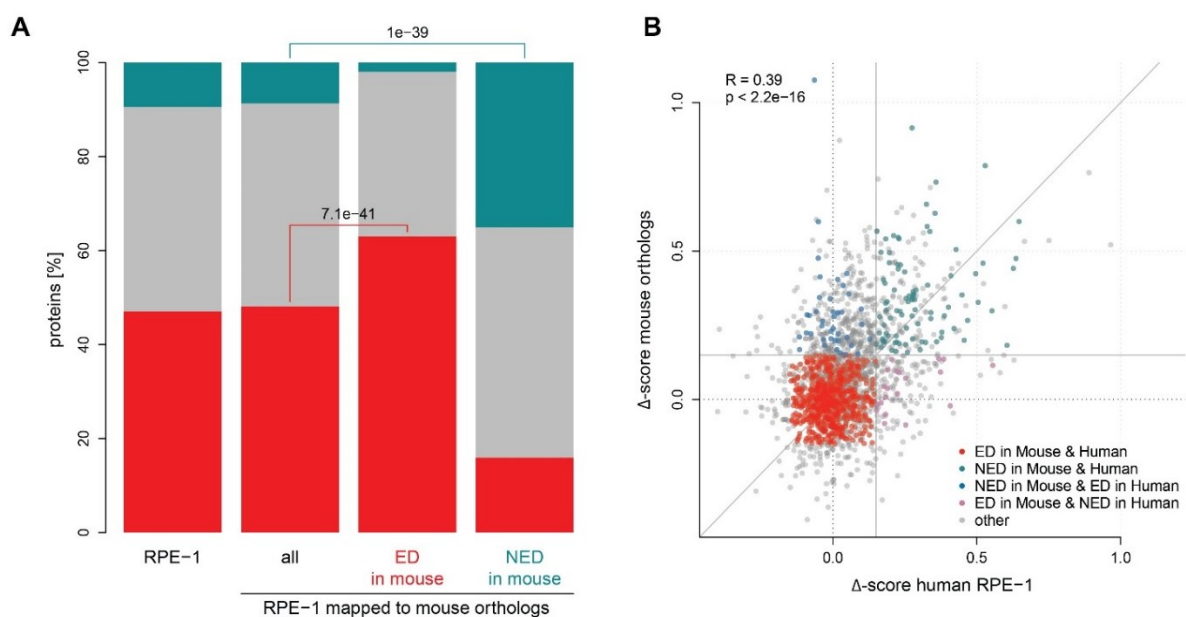 A
1e−39
100
80
60
40
20
0
proteins [%]
7.1e−41
RPE−1
all
ED
in mouse
NED
in mouse
RPE−1 mapped to mouse orthologs
B
R = 0.39
p < 2.2e−16
1.0
0.5
0.0
Δ-score mouse orthologs
ED in Mouse & Human
NED in Mouse & Human
NED in Mouse & ED in Human
ED in Mouse & NED in Human
other
0.0
0.5
1.0
Δ-score human RPE−1